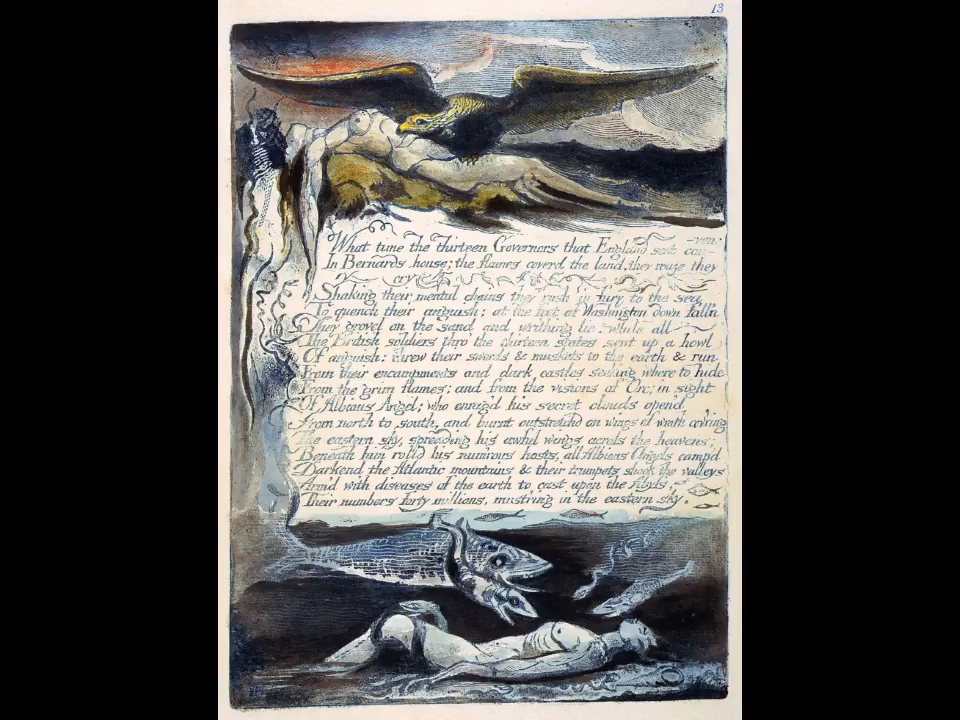 13
What time the thirteen Governors that England sent con-
-vene
In Bernards house; the flames coverd the land, they rouze they
cry
Shaking their mental chains they rush in fury to the sea
To quench their anguish; at the feet of Washington down fall'n
They grovel on the sand and writhing lie. while all
The British soldiers thro the thirteen states sent up a howl
Of anguish: threw their swords & muskets to the earth & run
From their encampments and dark castles seeking where to hide
From the grim flames; and from the visions of Orc; in sight
Of Albions Angel; who enrag'd his secret clouds open'd
From north to south, and burnt outstretchd on wings of wrath cov'ring
The eastern sky, spreading his awful wings across the heavens;
Beneath him rolld his num'rous hosts, all Albions Angels camp'd
Darkend the Atlantic mountains & their trumpets shook the valleys
Arm'd with diseases of the earth to cast upon the Abyss,
Their numbers forty millions, must'ring in the eastern sky.